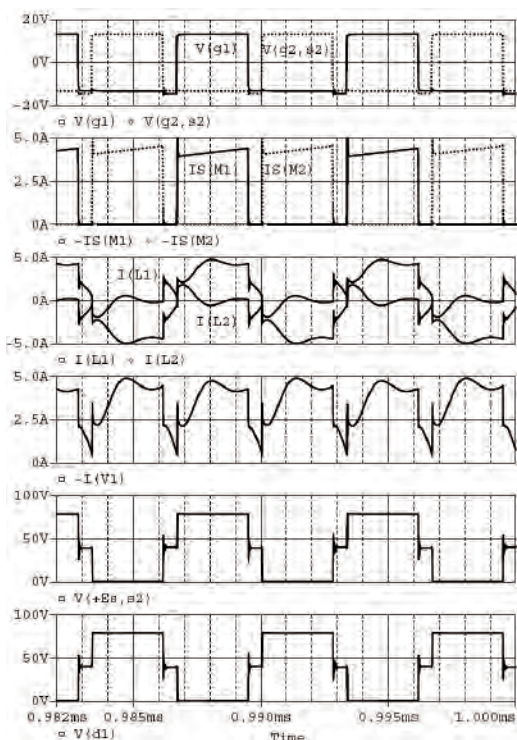 20V
V(g1) V(g2,s2)
0V
-20V
V(g1) V(g2,s2)
5.0A
2.5A
IS(M1) IS(M2)
0A
-IS(M1) -IS(M2)
5.0A
I(L1)
0A
I(L2)
-5.0A
I(L1) I(L2)
5.0A
2.5A
0A
-I(V1)
100V
50V
0V
V(+Es,s2)
100V
50V
0V
0.982ms 0.985ms 0.990ms 0.995ms 1.000ms
V(d1) Time